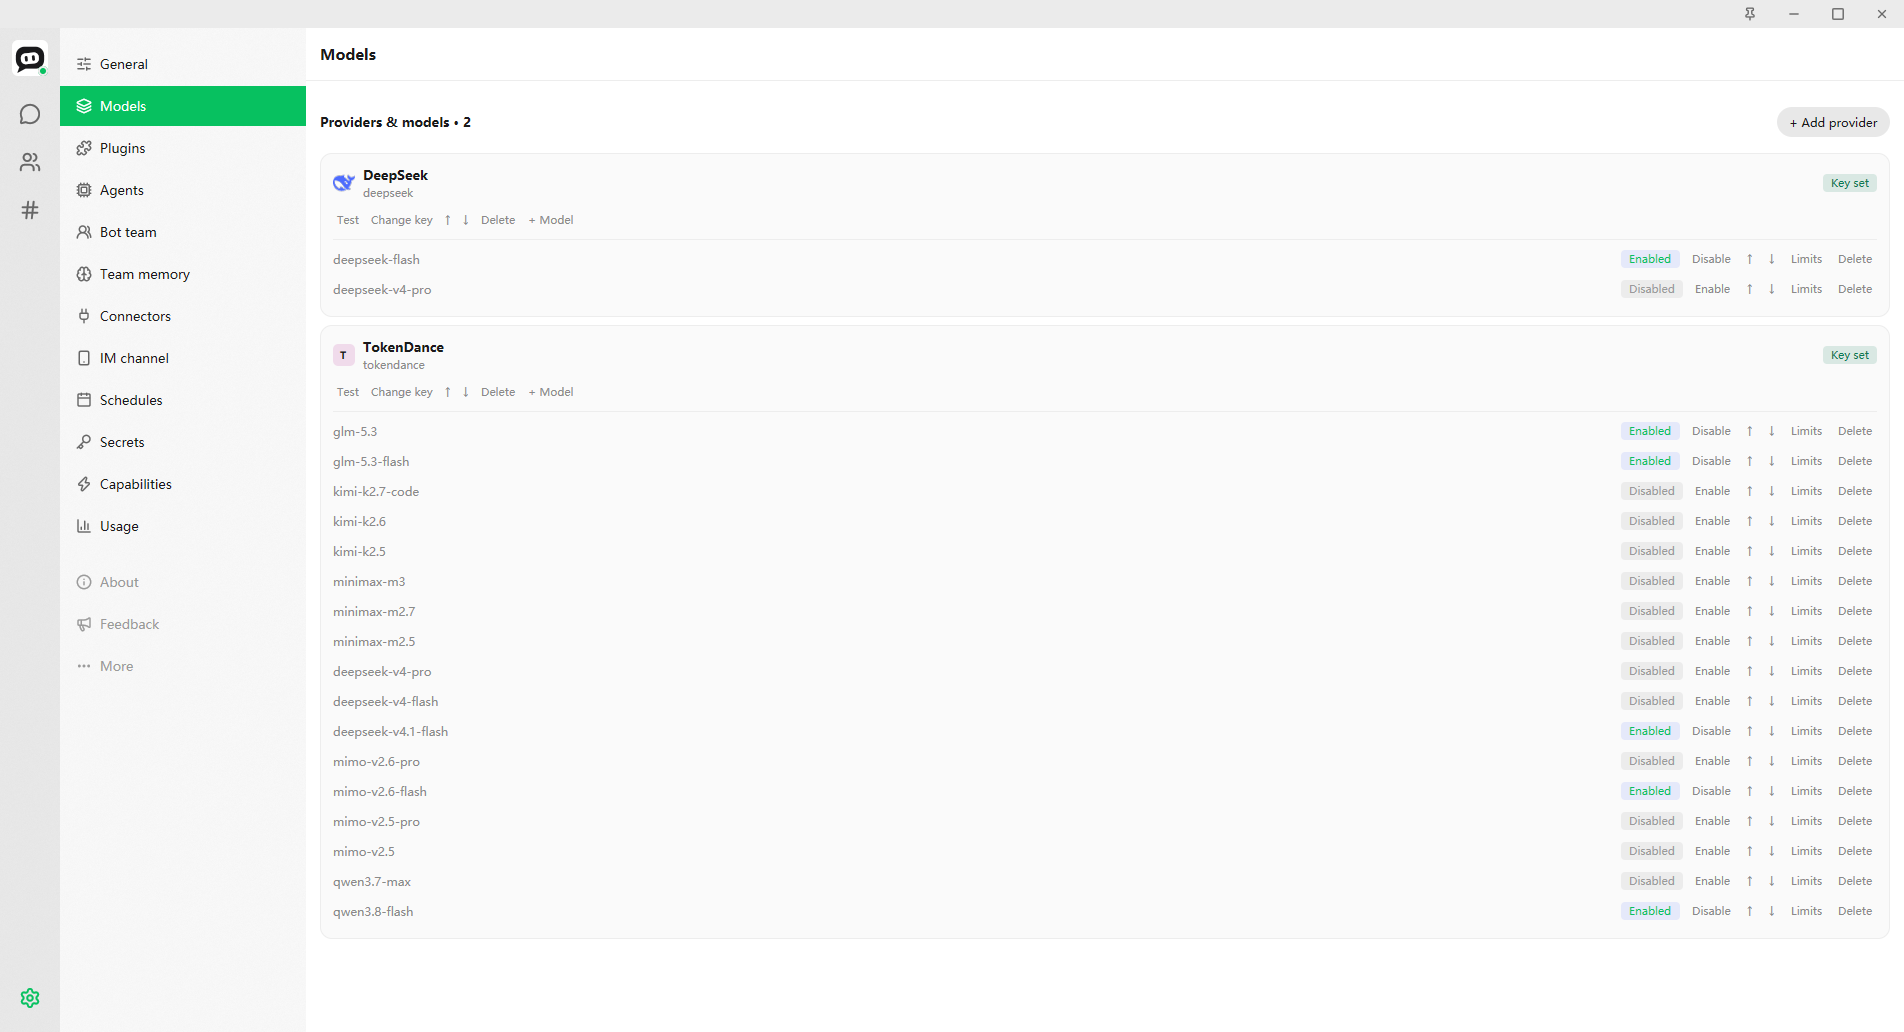 General
Models
Plugins
Agents
Bot team
Team memory
Connectors
IM channel
Schedules
Secrets
Capabilities
Usage
About
Feedback
More
Models
Providers & models • 2
+ Add provider
DeepSeek
deepseek
Key set
Test Change key ↑ ↓ Delete + Model
deepseek-flash Enabled Disable ↑ ↓ Limits Delete
deepseek-v4-pro Disabled Enable ↑ ↓ Limits Delete
T
TokenDance
tokendance
Key set
Test Change key ↑ ↓ Delete + Model
glm-5.3 Enabled Disable ↑ ↓ Limits Delete
glm-5.3-flash Enabled Disable ↑ ↓ Limits Delete
kimi-k2.7-code Disabled Enable ↑ ↓ Limits Delete
kimi-k2.6 Disabled Enable ↑ ↓ Limits Delete
kimi-k2.5 Disabled Enable ↑ ↓ Limits Delete
minimax-m3 Disabled Enable ↑ ↓ Limits Delete
minimax-m2.7 Disabled Enable ↑ ↓ Limits Delete
minimax-m2.5 Disabled Enable ↑ ↓ Limits Delete
deepseek-v4-pro Disabled Enable ↑ ↓ Limits Delete
deepseek-v4-flash Disabled Enable ↑ ↓ Limits Delete
deepseek-v4.1-flash Enabled Disable ↑ ↓ Limits Delete
mimo-v2.6-pro Disabled Enable ↑ ↓ Limits Delete
mimo-v2.6-flash Enabled Disable ↑ ↓ Limits Delete
mimo-v2.5-pro Disabled Enable ↑ ↓ Limits Delete
mimo-v2.5 Disabled Enable ↑ ↓ Limits Delete
qwen3.7-max Disabled Enable ↑ ↓ Limits Delete
qwen3.8-flash Enabled Disable ↑ ↓ Limits Delete